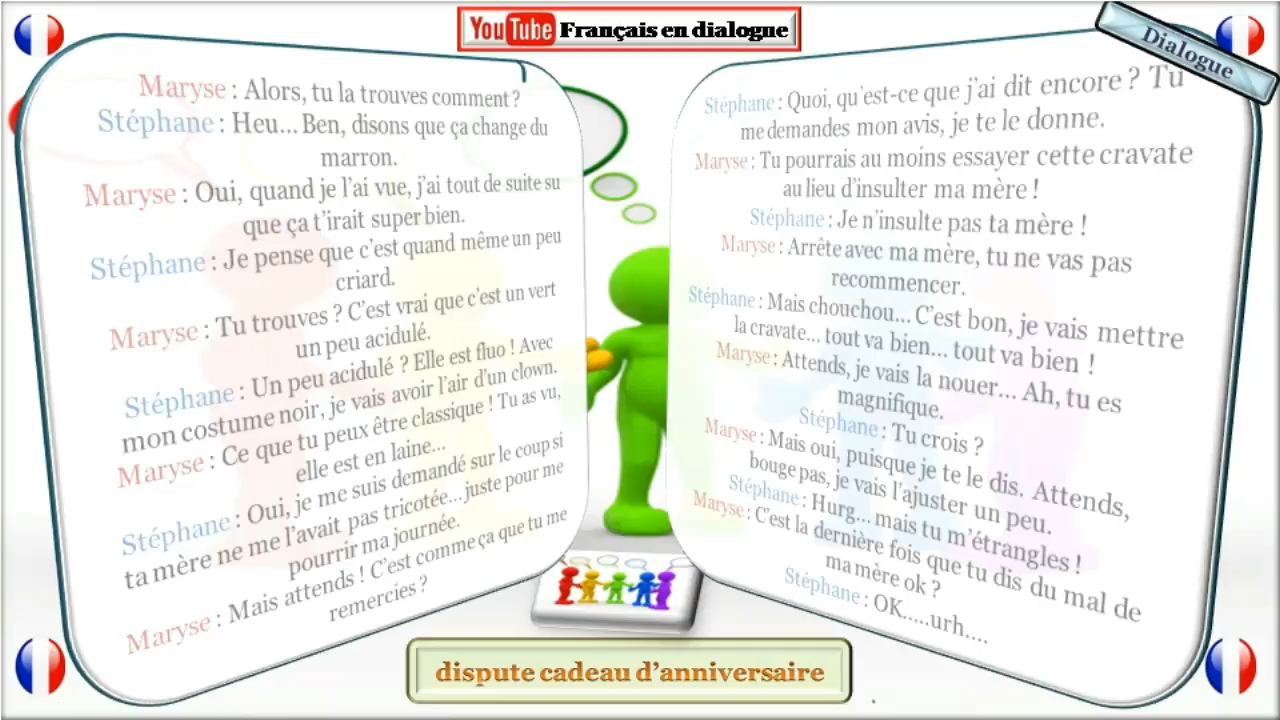 YouTube Français en dialogue
Dialogue
Maryse : Alors, tu la trouves comment ?
Stéphane : Heu... Ben, disons que ça change du
marron.
Maryse : Oui, quand je l'ai vue, j'ai tout de suite su
que ça t'irait super bien.
Stéphane : Je pense que c'est quand même un peu
criard.
Maryse : Tu trouves ? C'est vrai que c'est un vert
un peu acidulé.
Stéphane : Un peu acidulé ? Elle est fluo ! Avec
mon costume noir, je vais avoir l'air d'un clown.
Maryse : Ce que tu peux être classique ! Tu as vu,
elle est en laine...
Stéphane : Oui, je me suis demandé sur le coup si
ta mère ne me l'avait pas tricotée... juste pour me
pourrir ma journée.
Maryse : Mais attends ! C'est comme ça que tu me
remercies ?
Stéphane : Quoi, qu'est-ce que j'ai dit encore ? Tu
me demandes mon avis, je te le donne.
Maryse : Tu pourrais au moins essayer cette cravate
au lieu d'insulter ma mère !
Stéphane : Je n'insulte pas ta mère !
Maryse : Arrête avec ma mère, tu ne vas pas
recommencer.
Stéphane : Mais chouchou... C'est bon, je vais mettre
la cravate... tout va bien... tout va bien !
Maryse : Attends, je vais la nouer... Ah, tu es
magnifique.
Stéphane : Tu crois ?
Maryse : Mais oui, puisque je te le dis. Attends,
bouge pas, je vais l'ajuster un peu.
Stéphane : Hurg... mais tu m'étrangles !
Maryse : C'est la dernière fois que tu dis du mal de
ma mère ok ?
Stéphane : OK.....urh....
dispute cadeau d'anniversaire